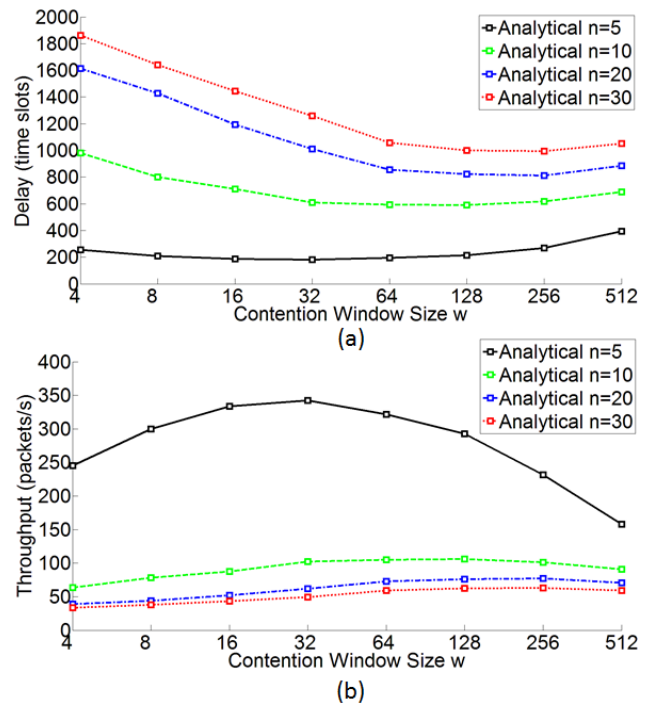 2000
1800
1600
1400
1200
1000
800
600
400
200
0
Delay (time slots)
Analytical n=5
Analytical n=10
Analytical n=20
Analytical n=30
4 8 16 32 64 128 256 512
Contention Window Size w
(a)
400
350
300
250
200
150
100
50
0
Throughput (packets/s)
Analytical n=5
Analytical n=10
Analytical n=20
Analytical n=30
4 8 16 32 64 128 256 512
Contention Window Size w
(b)